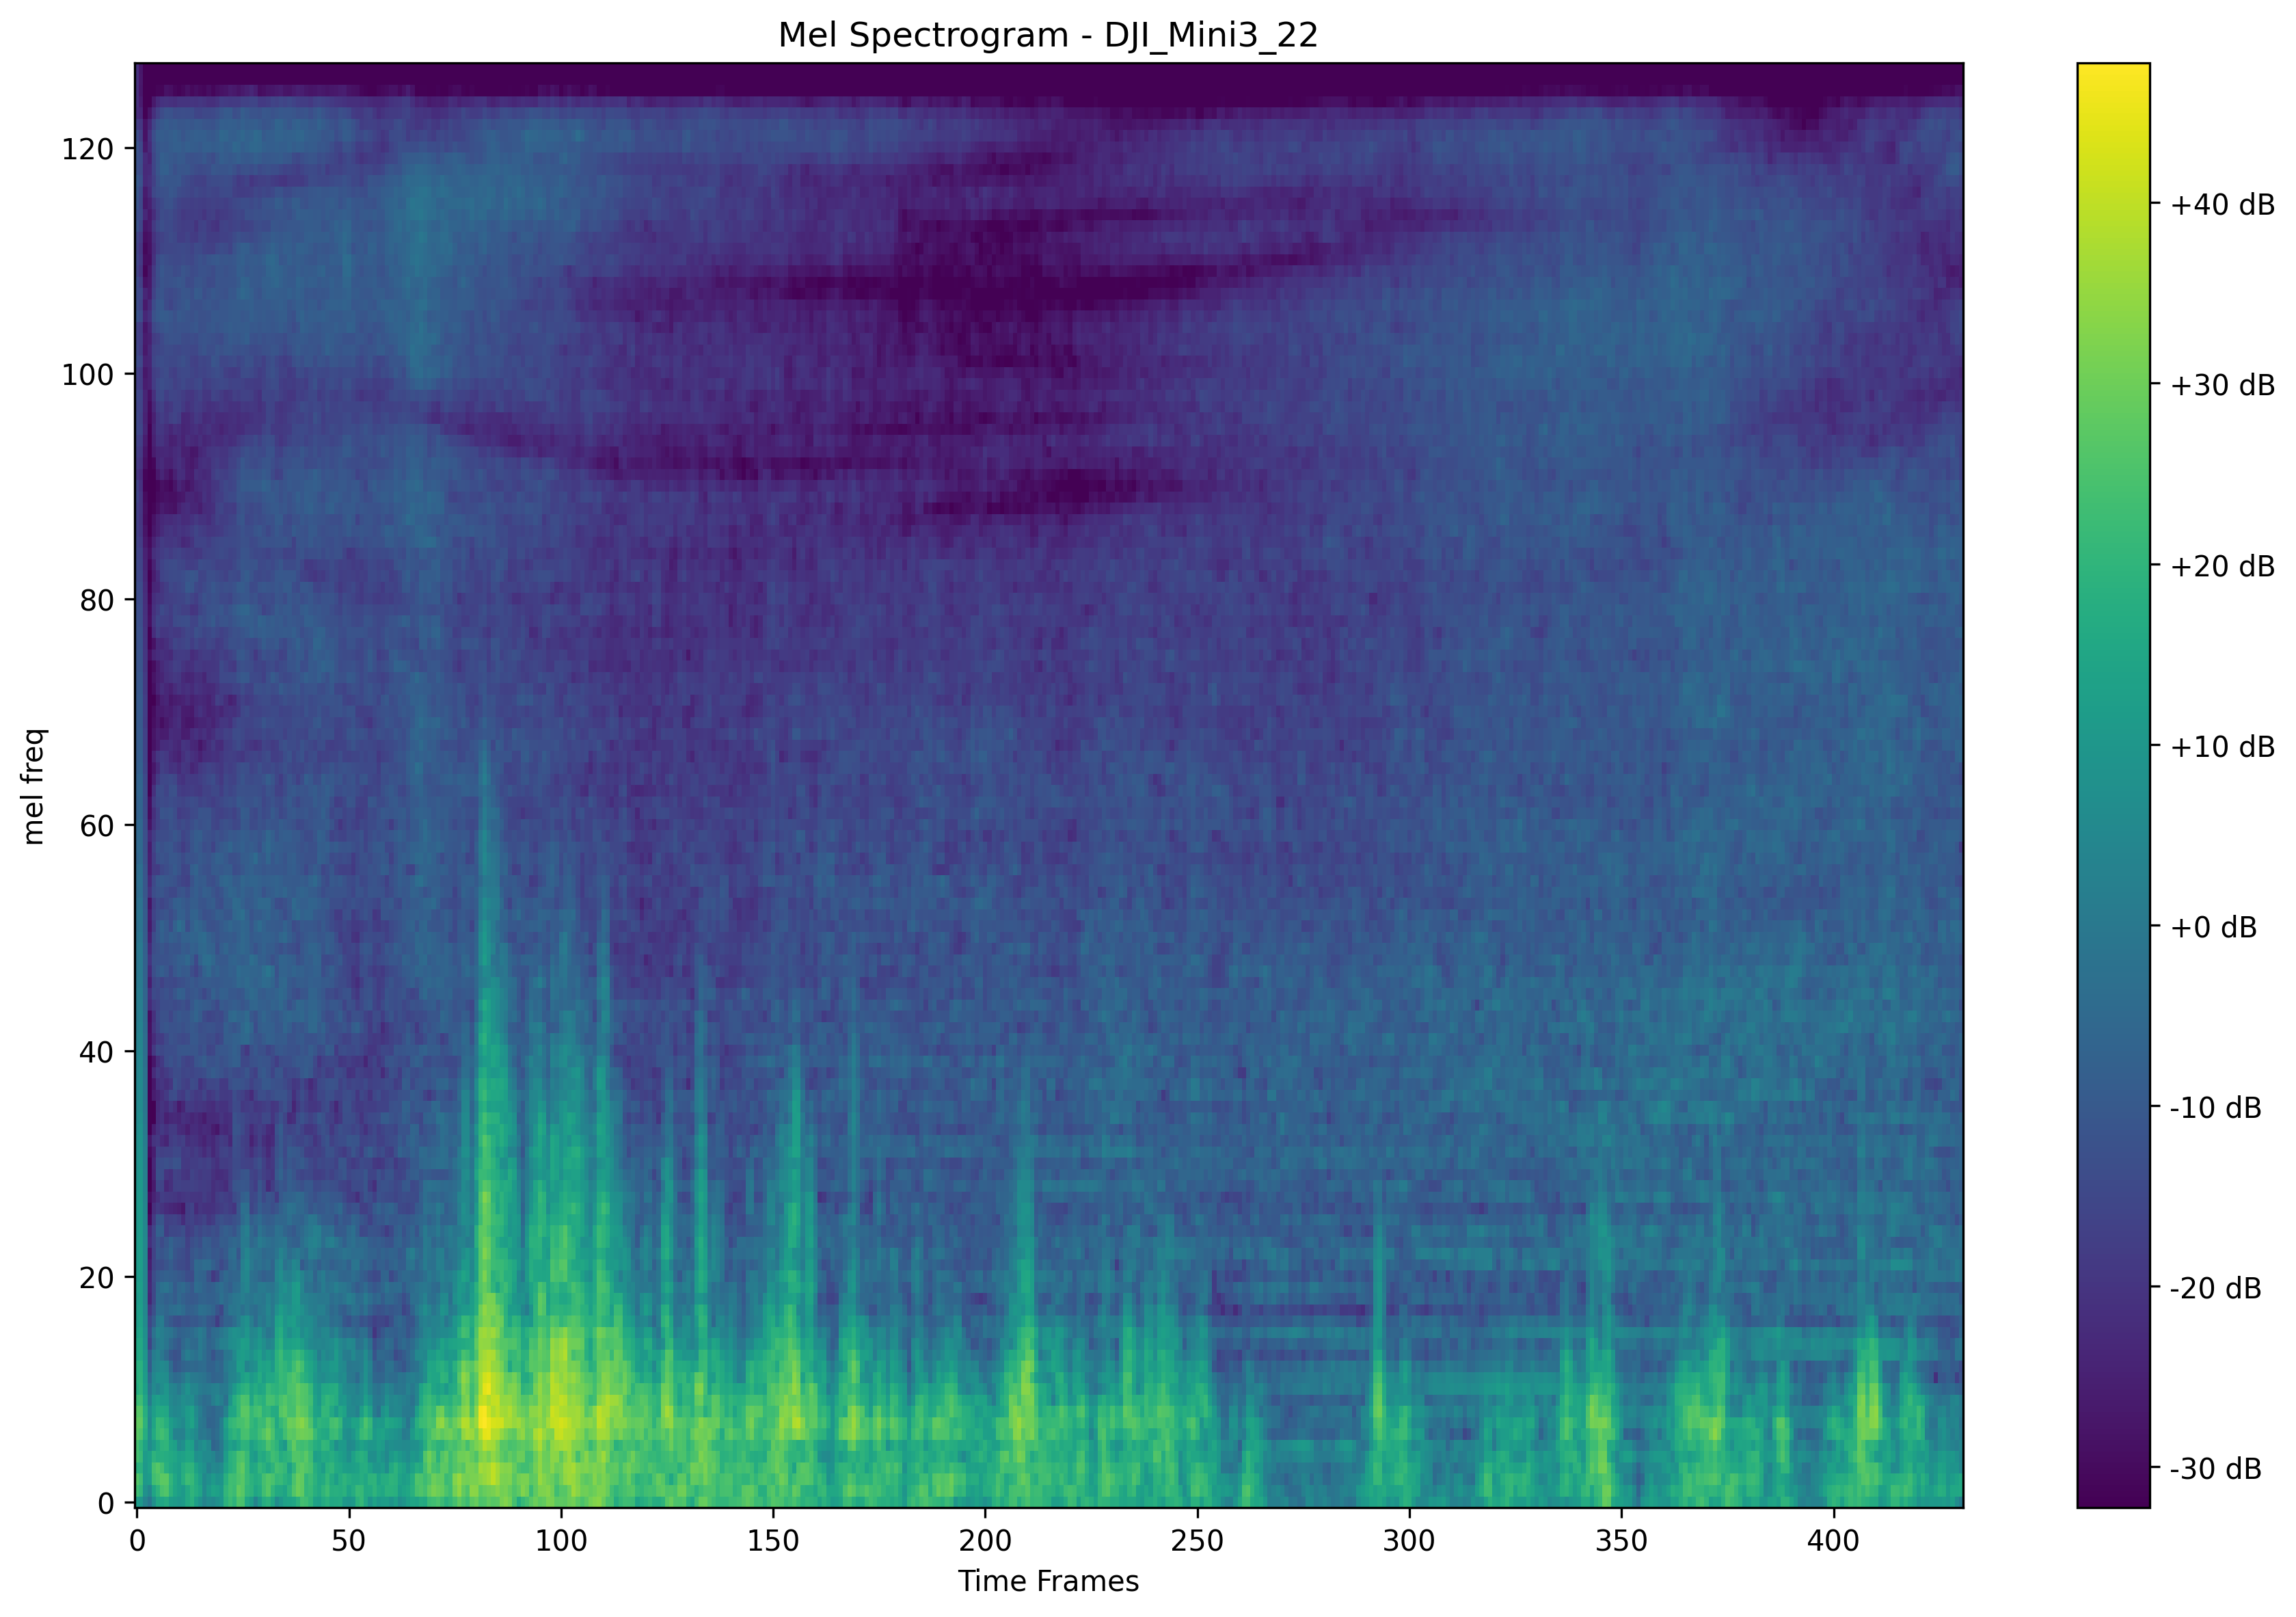 Mel Spectrogram - DJI_Mini3_22
120
100
80
60
40
20
0
mel freq
0 50 100 150 200 250 300 350 400
Time Frames
+40 dB
+30 dB
+20 dB
+10 dB
+0 dB
-10 dB
-20 dB
-30 dB